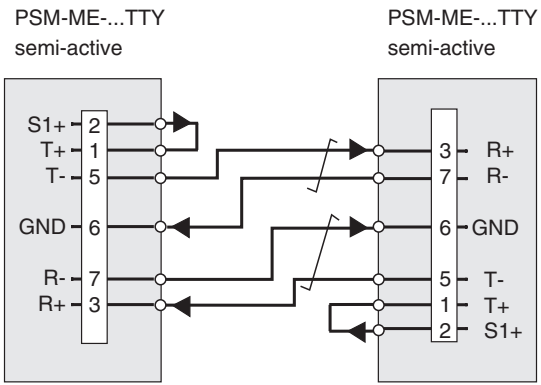 PSM-ME-...TTY
semi-active
PSM-ME-...TTY
semi-active
S1+ 2
T+ 1
T- 5
GND 6
R- 7
R+ 3
3 R+
7 R-
6 GND
5 T-
1 T+
2 S1+